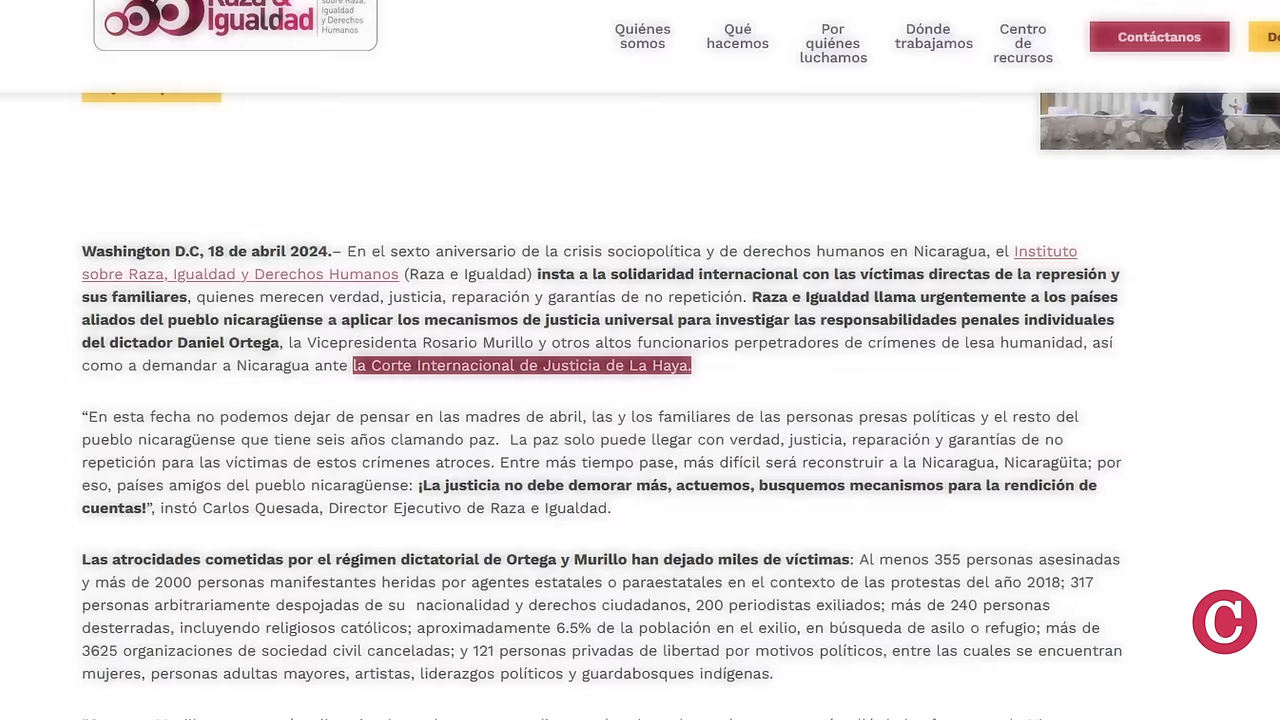 Igualdad
sobre Raza,
Igualdad
y Derechos
Humanos
Quiénes
somos
Qué
hacemos
Por
quiénes
luchamos
Dónde
trabajamos
Centro
de
recursos
Contáctanos
Washington D.C, 18 de abril 2024.– En el sexto aniversario de la crisis sociopolítica y de derechos humanos en Nicaragua, el Instituto
sobre Raza, Igualdad y Derechos Humanos (Raza e Igualdad) insta a la solidaridad internacional con las víctimas directas de la represión y
sus familiares, quienes merecen verdad, justicia, reparación y garantías de no repetición. Raza e Igualdad llama urgentemente a los países
aliados del pueblo nicaragüense a aplicar los mecanismos de justicia universal para investigar las responsabilidades penales individuales
del dictador Daniel Ortega, la Vicepresidenta Rosario Murillo y otros altos funcionarios perpetradores de crímenes de lesa humanidad, así
como a demandar a Nicaragua ante la Corte Internacional de Justicia de La Haya.
“En esta fecha no podemos dejar de pensar en las madres de abril, las y los familiares de las personas presas políticas y el resto del
pueblo nicaragüense que tiene seis años clamando paz.  La paz solo puede llegar con verdad, justicia, reparación y garantías de no
repetición para las víctimas de estos crímenes atroces. Entre más tiempo pase, más difícil será reconstruir a la Nicaragua, Nicaragüita; por
eso, países amigos del pueblo nicaragüense: ¡La justicia no debe demorar más, actuemos, busquemos mecanismos para la rendición de
cuentas!”, instó Carlos Quesada, Director Ejecutivo de Raza e Igualdad.
Las atrocidades cometidas por el régimen dictatorial de Ortega y Murillo han dejado miles de víctimas: Al menos 355 personas asesinadas
y más de 2000 personas manifestantes heridas por agentes estatales o paraestatales en el contexto de las protestas del año 2018; 317
personas arbitrariamente despojadas de su  nacionalidad y derechos ciudadanos, 200 periodistas exiliados; más de 240 personas
desterradas, incluyendo religiosos católicos; aproximadamente 6.5% de la población en el exilio, en búsqueda de asilo o refugio; más de
3625 organizaciones de sociedad civil canceladas; y 121 personas privadas de libertad por motivos políticos, entre las cuales se encuentran
mujeres, personas adultas mayores, artistas, liderazgos políticos y guardabosques indígenas.
C